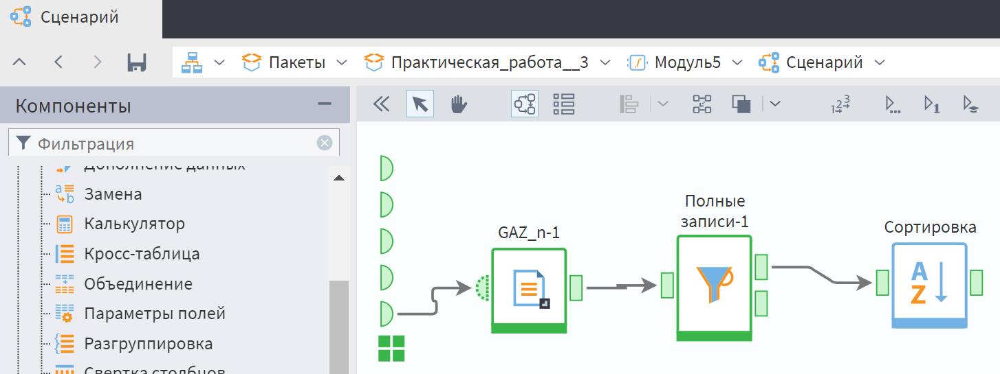 Сценарий
Пакеты
Практическая_работа__3
Модуль5
Сценарий
Компоненты
Фильтрация
Дополнение данных
Замена
Калькулятор
Кросс-таблица
Объединение
Параметры полей
Разгруппировка
Свертка столбцов
GAZ_n-1
Полные
записи-1
Сортировка